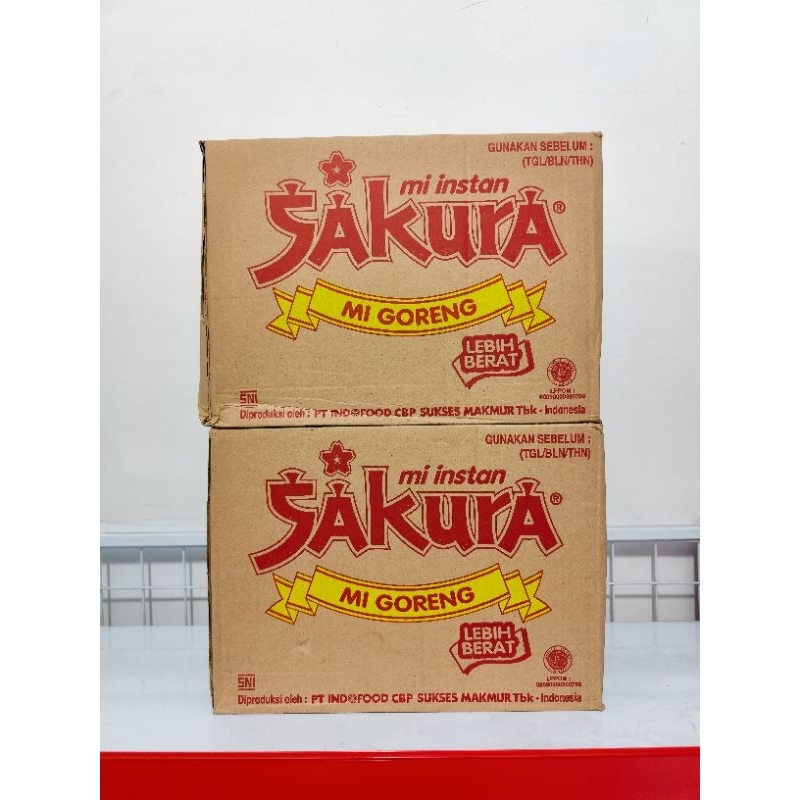 GUNAKAN SEBELUM :
(TGL/BLN/THN)
mi instan
SAkurA®
MI GORENG
LEBIH
BERAT
SNI
LPPOM :
Diproduksi oleh : PT INDOFOOD CBP SUKSES MAKMUR Tbk - Indonesia
GUNAKAN SEBELUM :
(TGL/BLN/THN)
mi instan
SAkurA®
MI GORENG
LEBIH
BERAT
SNI
LPPOM :
Diproduksi oleh : PT INDOFOOD CBP SUKSES MAKMUR Tbk - Indonesia